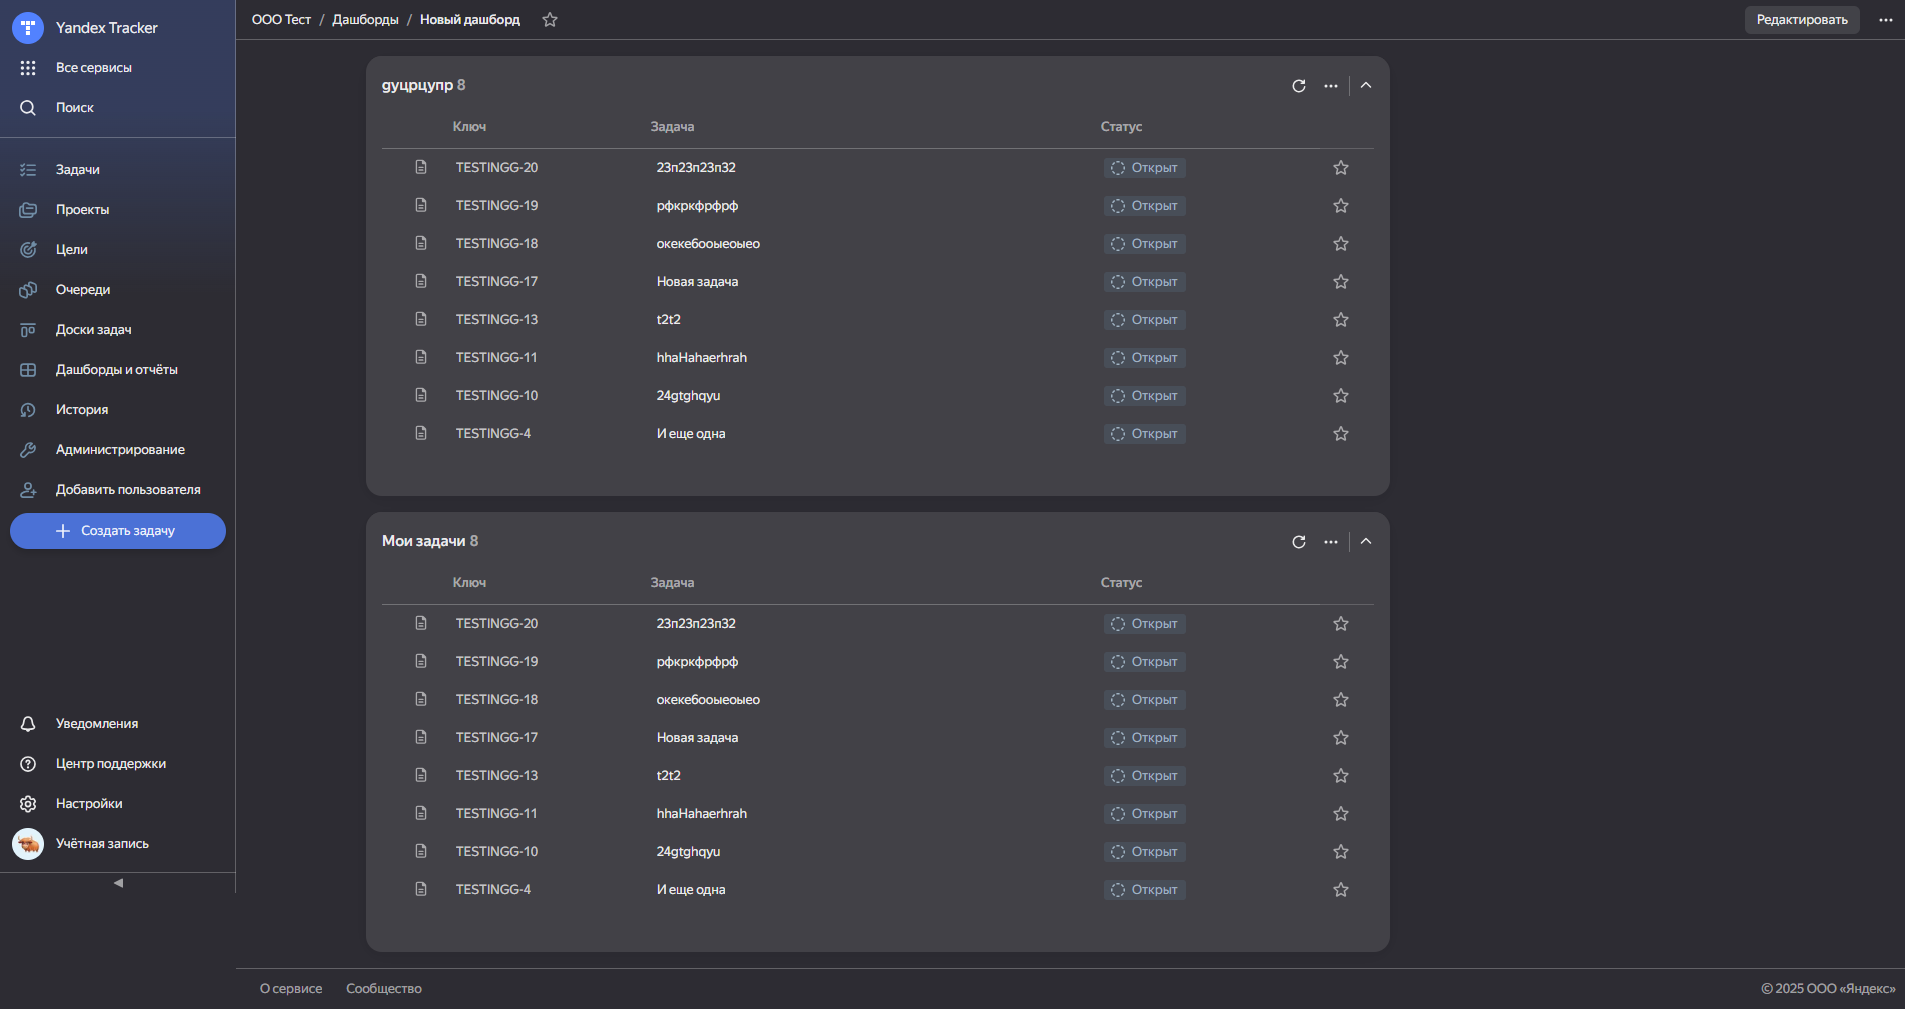 Yandex Tracker
Все сервисы
Поиск
Задачи
Проекты
Цели
Очереди
Доски задач
Дашборды и отчёты
История
Администрирование
Добавить пользователя
Создать задачу
Уведомления
Центр поддержки
Настройки
Учётная запись
ООО Тест / Дашборды / Новый дашборд
Редактировать
дуцрцупр 8
Ключ Задача Статус
TESTINGG-20 23п23п23п32 Открыт
TESTINGG-19 рфкркфрфрф Открыт
TESTINGG-18 океке6ооыеоыео Открыт
TESTINGG-17 Новая задача Открыт
TESTINGG-13 t2t2 Открыт
TESTINGG-11 hhaHahaerhrah Открыт
TESTINGG-10 24gtghqyu Открыт
TESTINGG-4 И еще одна Открыт
Мои задачи 8
Ключ Задача Статус
TESTINGG-20 23п23п23п32 Открыт
TESTINGG-19 рфкркфрфрф Открыт
TESTINGG-18 океке6ооыеоыео Открыт
TESTINGG-17 Новая задача Открыт
TESTINGG-13 t2t2 Открыт
TESTINGG-11 hhaHahaerhrah Открыт
TESTINGG-10 24gtghqyu Открыт
TESTINGG-4 И еще одна Открыт
О сервисе Сообщество
© 2025 ООО «Яндекс»